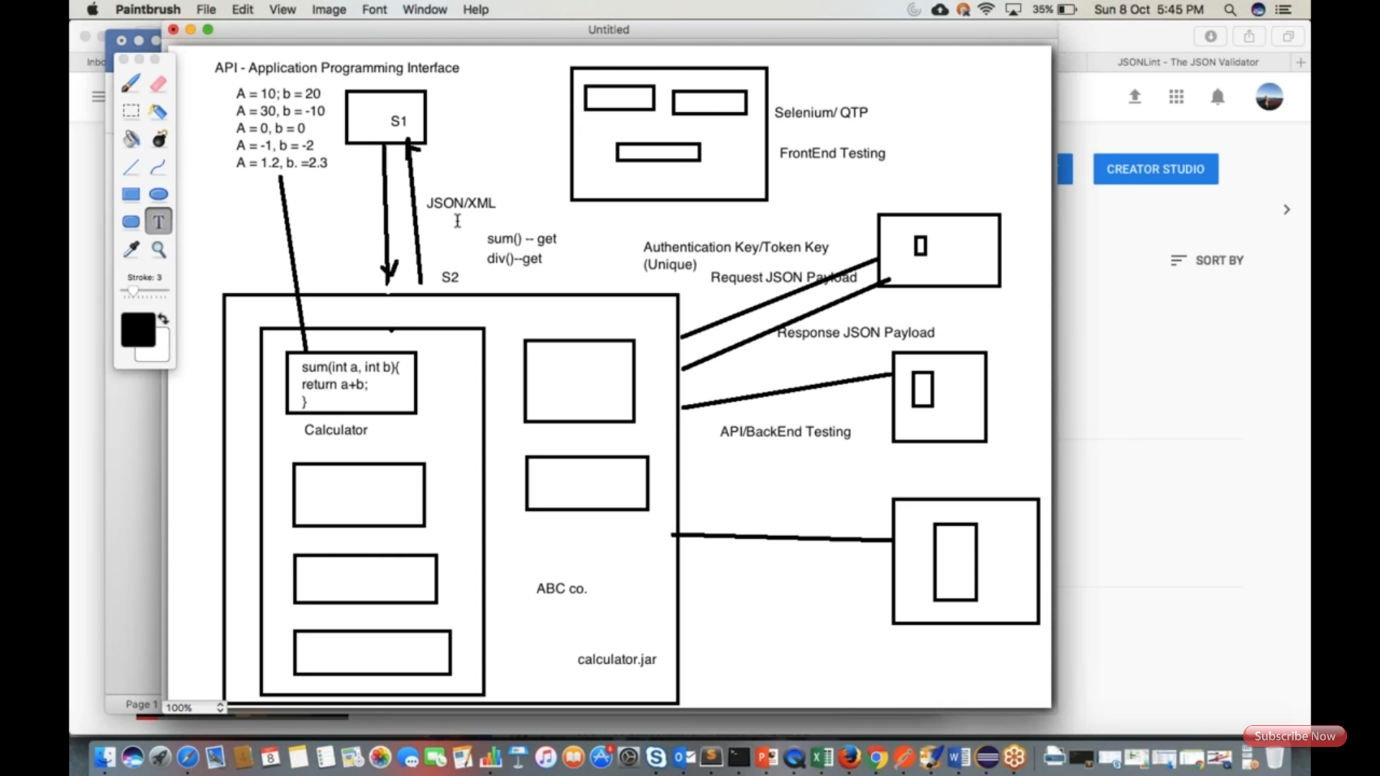 Paintbrush File Edit View Image Font Window Help
35% Sun 8 Oct 5:45 PM
Untitled
Inbo
JSONLint - The JSON Validator
API - Application Programming Interface
A = 10; b = 20
A = 30, b = -10
A = 0, b = 0
A = -1, b = -2
A = 1.2, b. =2.3
S1
Selenium/ QTP
FrontEnd Testing
CREATOR STUDIO
JSON/XML
sum() -- get
div()--get
S2
Authentication Key/Token Key
(Unique)
Request JSON Payload
SORT BY
Stroke: 3
T
Response JSON Payload
sum(int a, int b){
return a+b;
}
Calculator
API/BackEnd Testing
ABC co.
calculator.jar
Page 1
100%
8
Subscribe Now